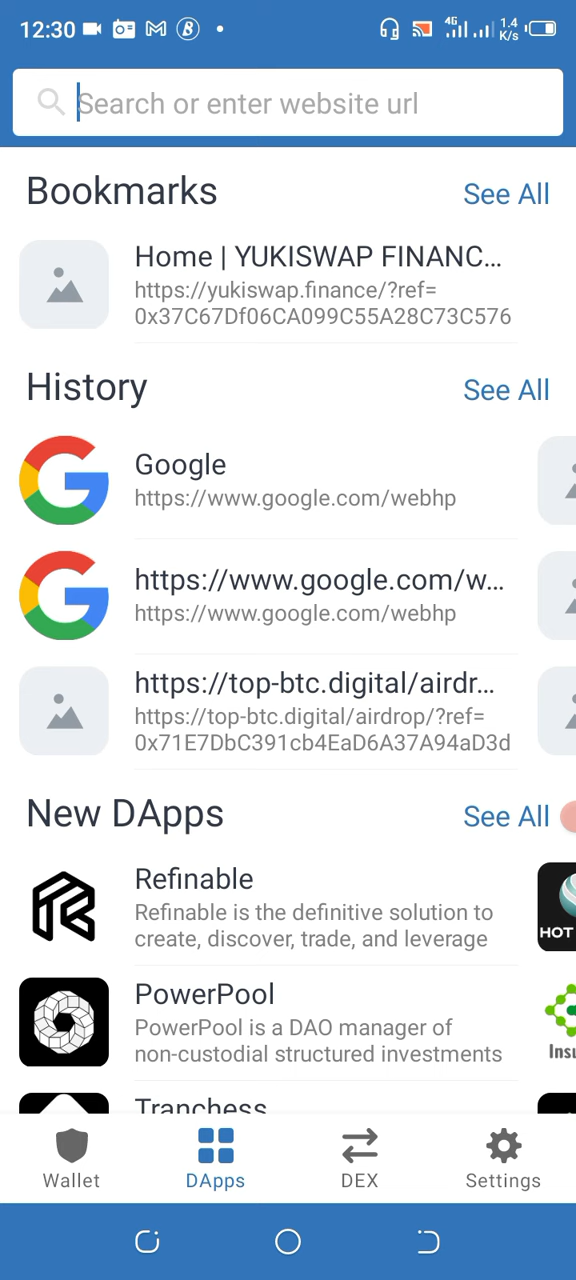 12:30
4G
1.4
K/s
Search or enter website url
Bookmarks
See All
Home | YUKISWAP FINANC...
https://yukiswap.finance/?ref=
0x37C67Df06CA099C55A28C73C576
History
See All
Google
https://www.google.com/webhp
https://www.google.com/w...
https://www.google.com/webhp
https://top-btc.digital/airdr...
https://top-btc.digital/airdrop/?ref=
0x71E7DbC391cb4EaD6A37A94aD3d
New DApps
See All
Refinable
Refinable is the definitive solution to
create, discover, trade, and leverage
HOT
PowerPool
PowerPool is a DAO manager of
non-custodial structured investments
Insu
Tranchess
Wallet
DApps
DEX
Settings